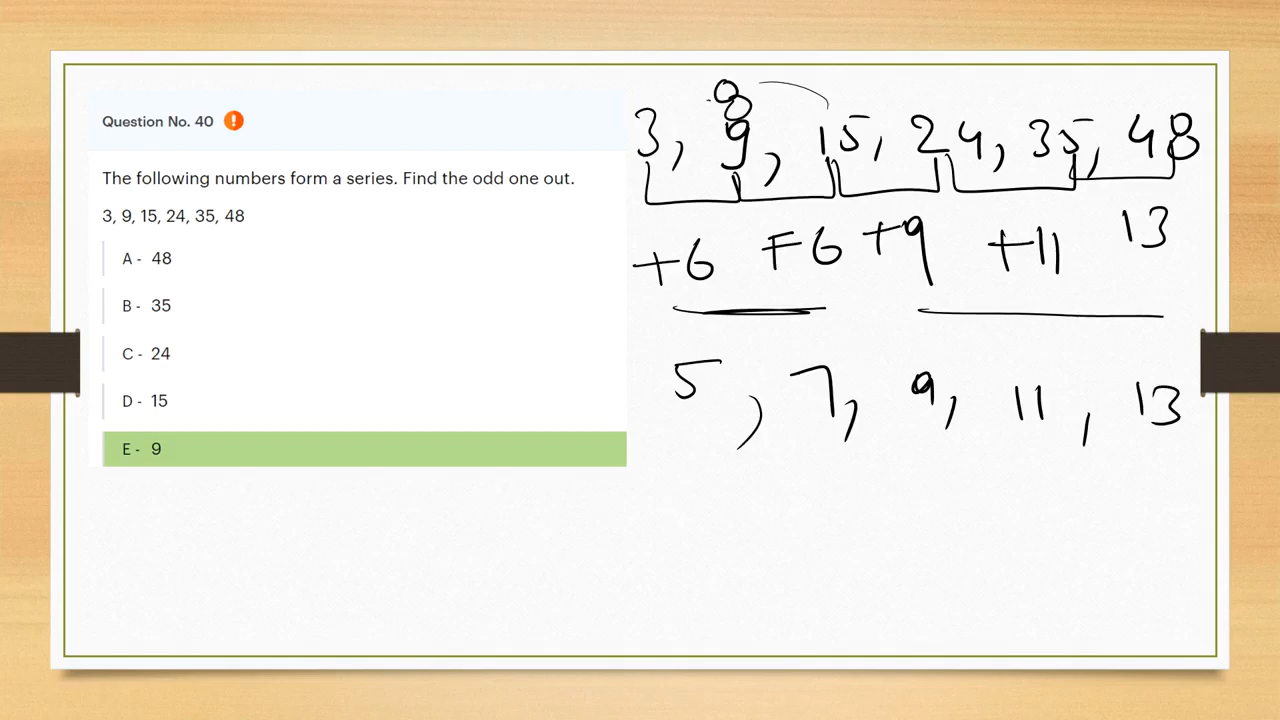 Question No. 40
The following numbers form a series. Find the odd one out.
3, 9, 15, 24, 35, 48
A - 48
B - 35
C - 24
D - 15
E - 9
8
3, 9, 15, 24, 35, 48
+6 +6 +9 +11 13
5, 7, 9, 11, 13